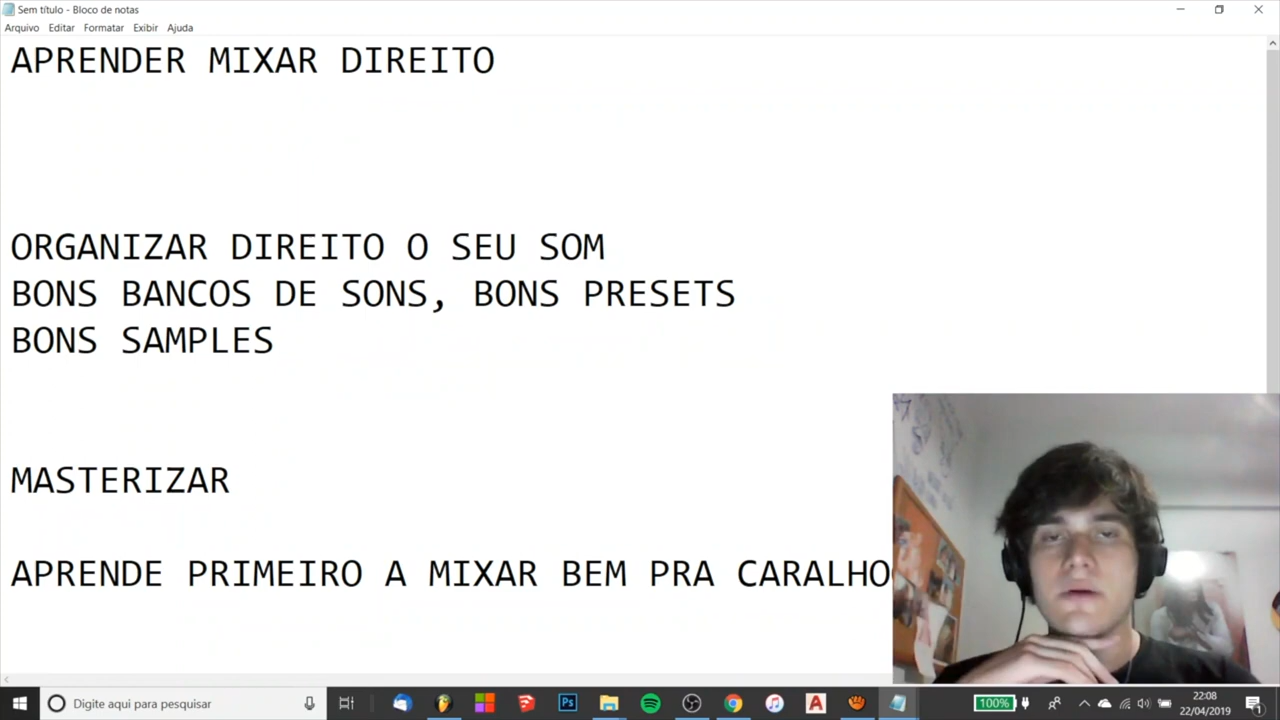 Sem título - Bloco de notas
Arquivo Editar Formatar Exibir Ajuda
APRENDER MIXAR DIREITO
ORGANIZAR DIREITO O SEU SOM
BONS BANCOS DE SONS, BONS PRESETS
BONS SAMPLES
MASTERIZAR
APRENDE PRIMEIRO A MIXAR BEM PRA CARALHO
Digite aqui para pesquisar
Ps
A
100%
22:08
22/04/2019
1